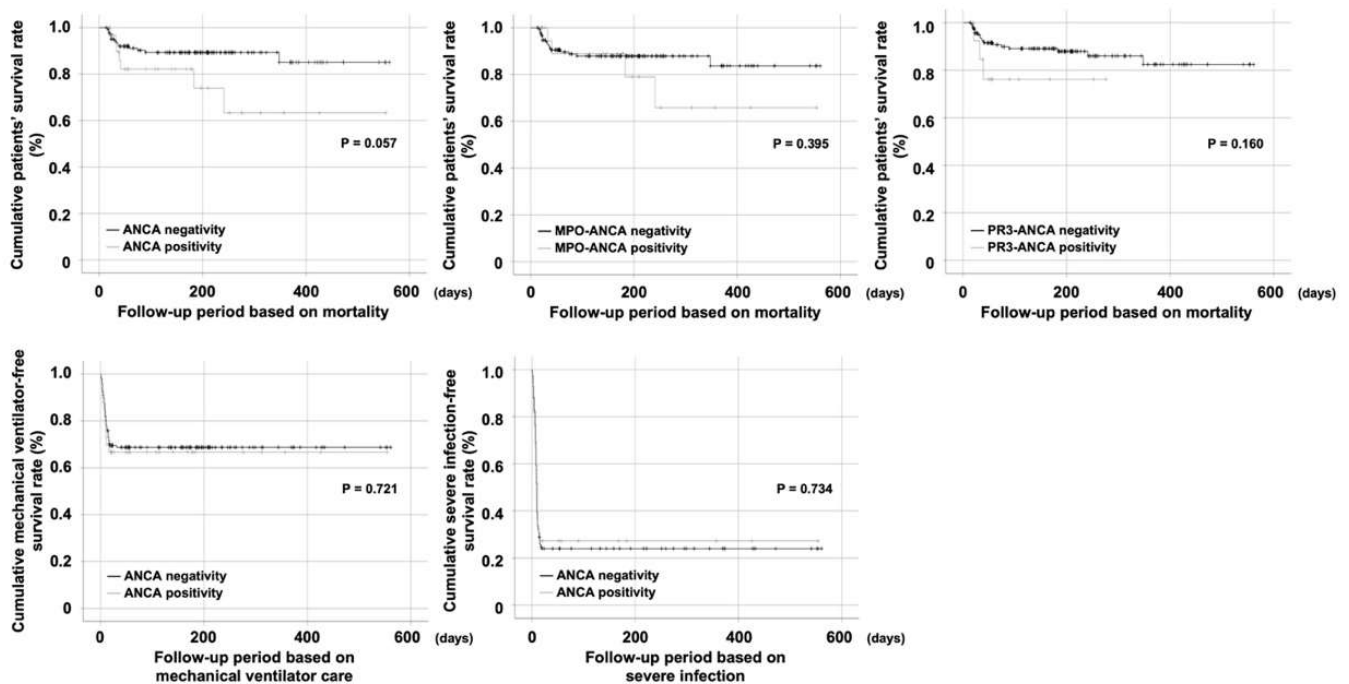 Cumulative patients' survival rate
(%)
1.0
0.8
0.6
0.4
0.2
0
P = 0.057
ANCA negativity
ANCA positivity
0 200 400 600 (days)
Follow-up period based on mortality
Cumulative patients' survival rate
(%)
1.0
0.8
0.6
0.4
0.2
0
P = 0.395
MPO-ANCA negativity
MPO-ANCA positivity
0 200 400 600 (days)
Follow-up period based on mortality
Cumulative patients' survival rate
(%)
1.0
0.8
0.6
0.4
0.2
0
P = 0.160
PR3-ANCA negativity
PR3-ANCA positivity
0 200 400 600 (days)
Follow-up period based on mortality
Cumulative mechanical ventilator-free
survival rate (%)
1.0
0.8
0.6
0.4
0.2
0
P = 0.721
ANCA negativity
ANCA positivity
0 200 400 600 (days)
Follow-up period based on
mechanical ventilator care
Cumulative severe infection-free
survival rate (%)
1.0
0.8
0.6
0.4
0.2
0
P = 0.734
ANCA negativity
ANCA positivity
0 200 400 600 (days)
Follow-up period based on
severe infection